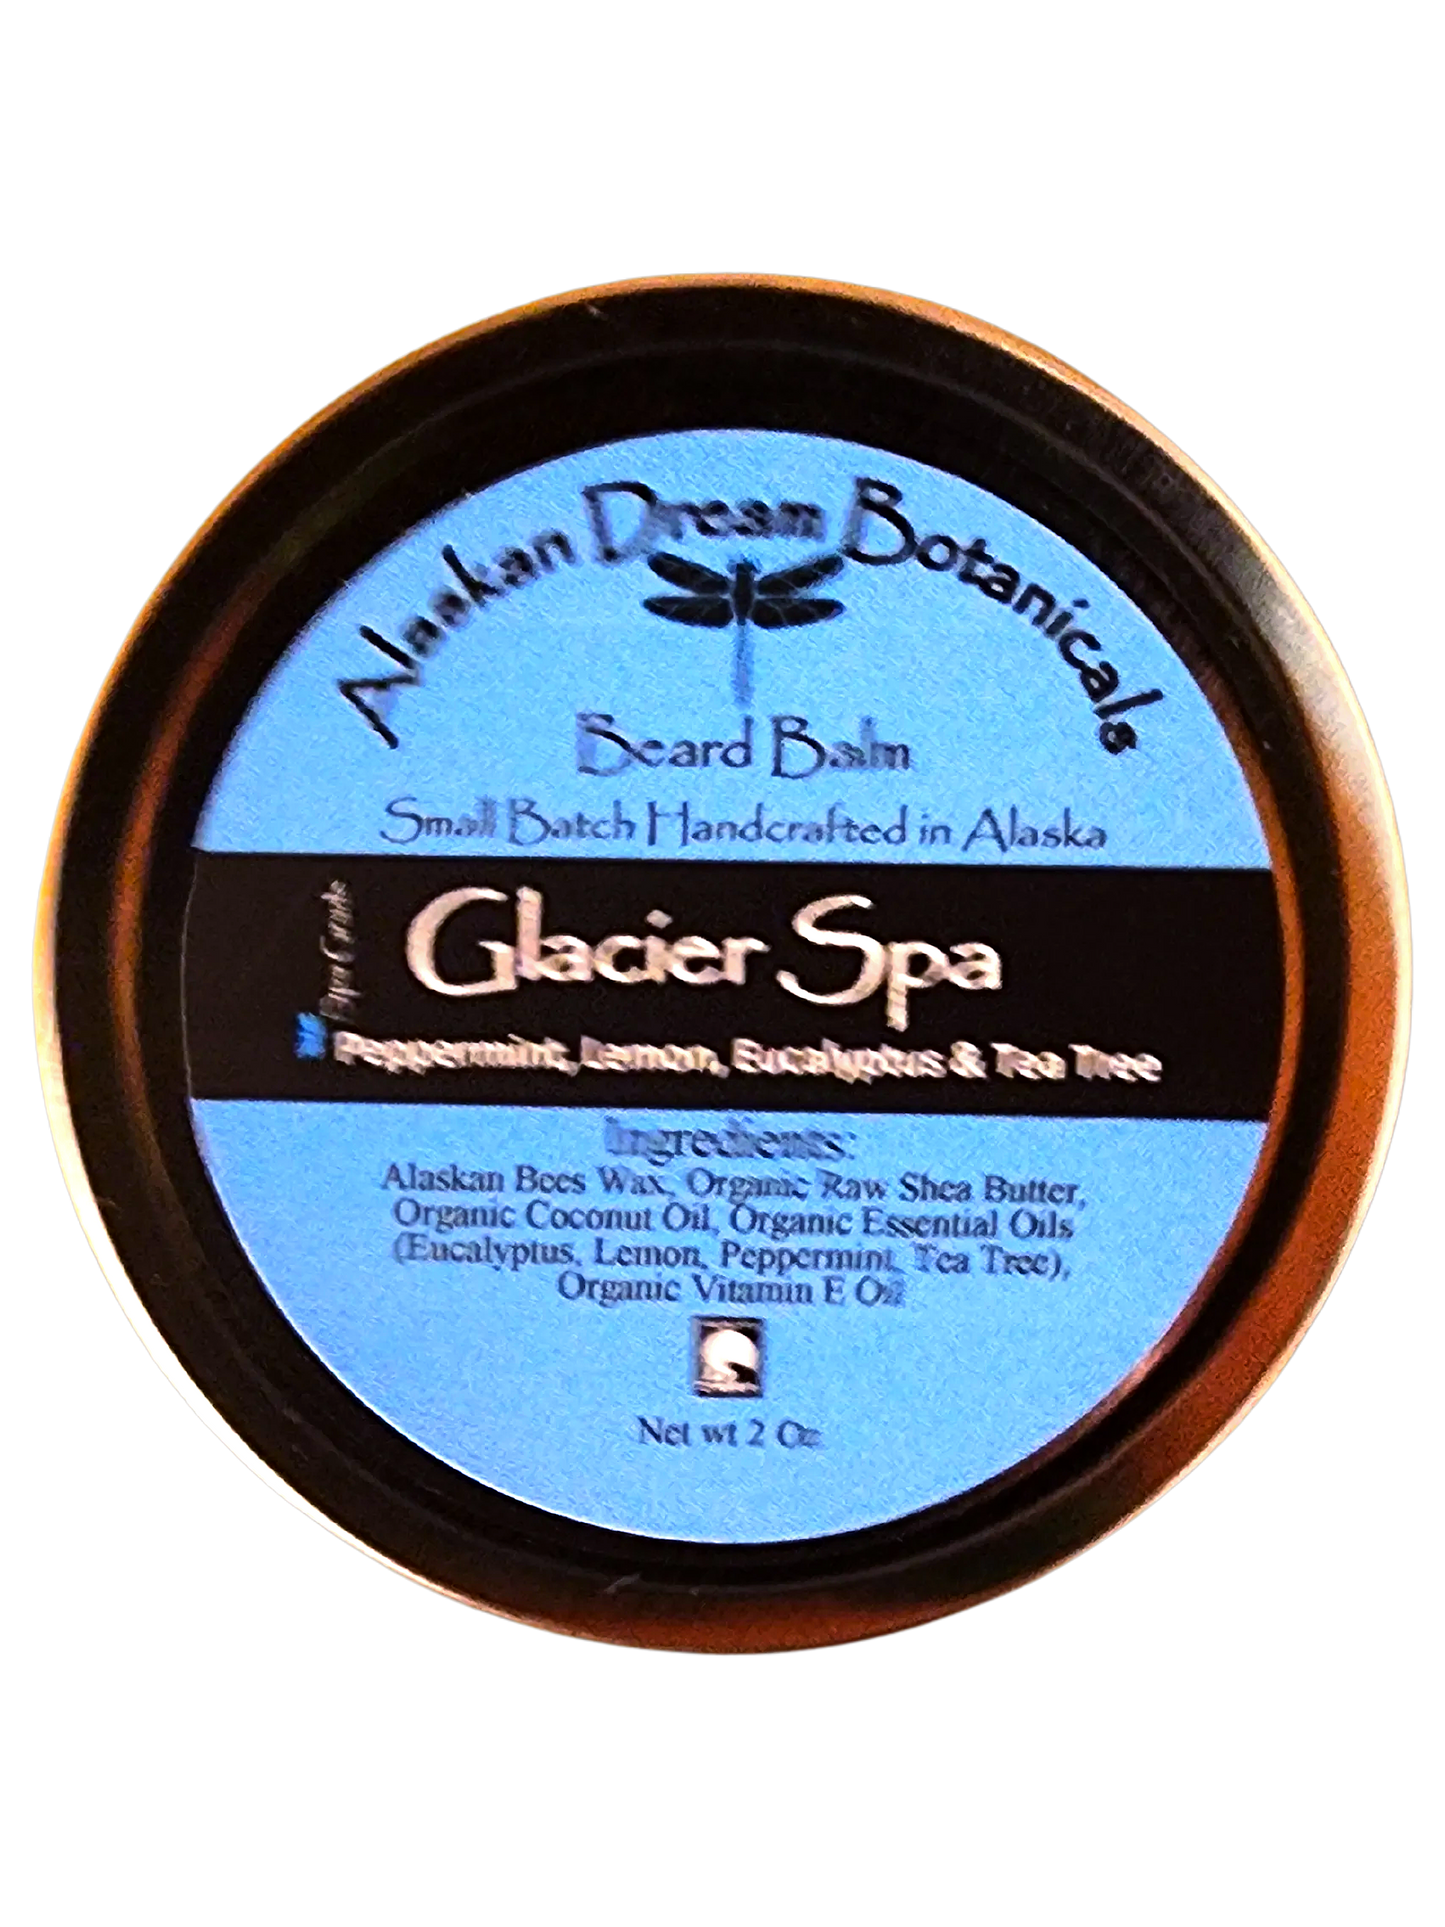 Alaskan Dream Botanicals
Beard Balm
Small Batch Handcrafted in Alaska
Glacier Spa
Peppermint, Lemon, Eucalyptus & Tea Tree
Ingredients:
Alaskan Bees Wax, Organic Raw Shea Butter,
Organic Coconut Oil, Organic Essential Oils
(Eucalyptus, Lemon, Peppermint, Tea Tree),
Organic Vitamin E Oil
Net wt 2 Oz